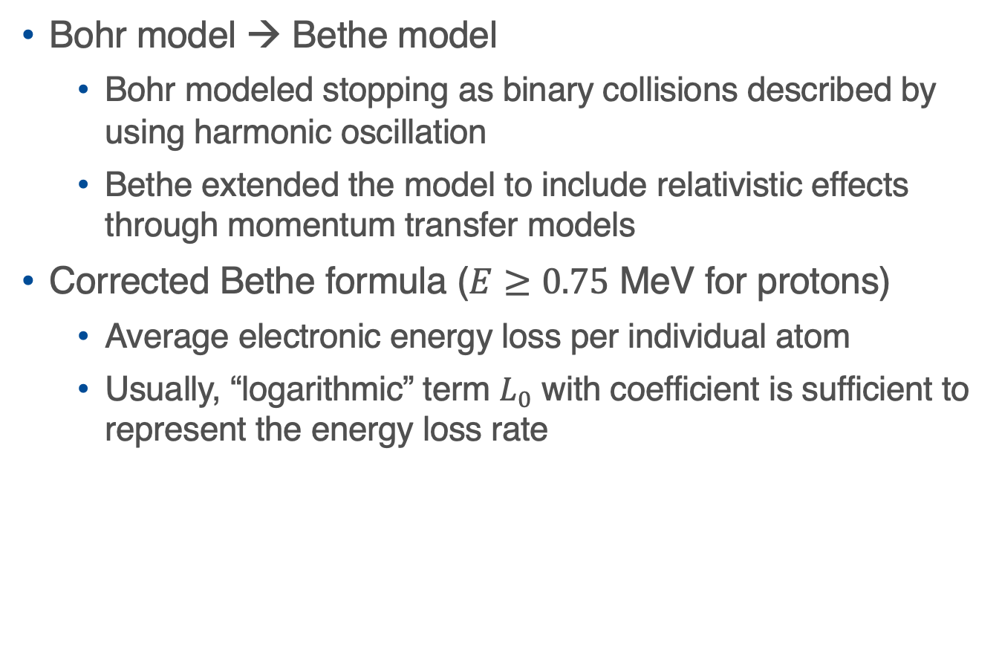 • Bohr model → Bethe model
• Bohr modeled stopping as binary collisions described by
using harmonic oscillation
• Bethe extended the model to include relativistic effects
through momentum transfer models
• Corrected Bethe formula (𝐸 ≥ 0.75 MeV for protons)
• Average electronic energy loss per individual atom
• Usually, “logarithmic” term 𝐿₀ with coefficient is sufficient to
represent the energy loss rate